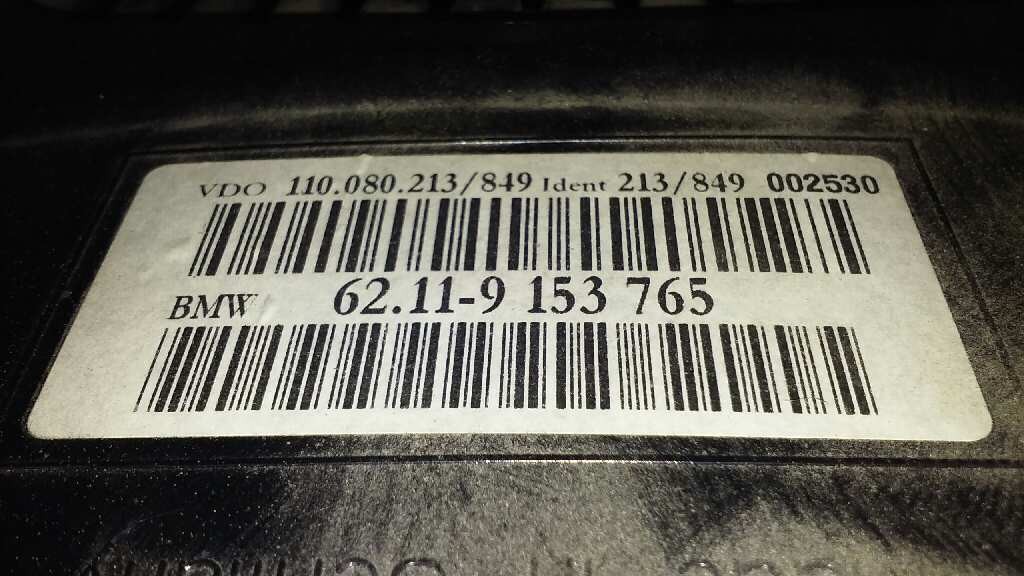 VDO 110.080.213/849 Ident 213/849 002530
BMW 62.11-9 153 765